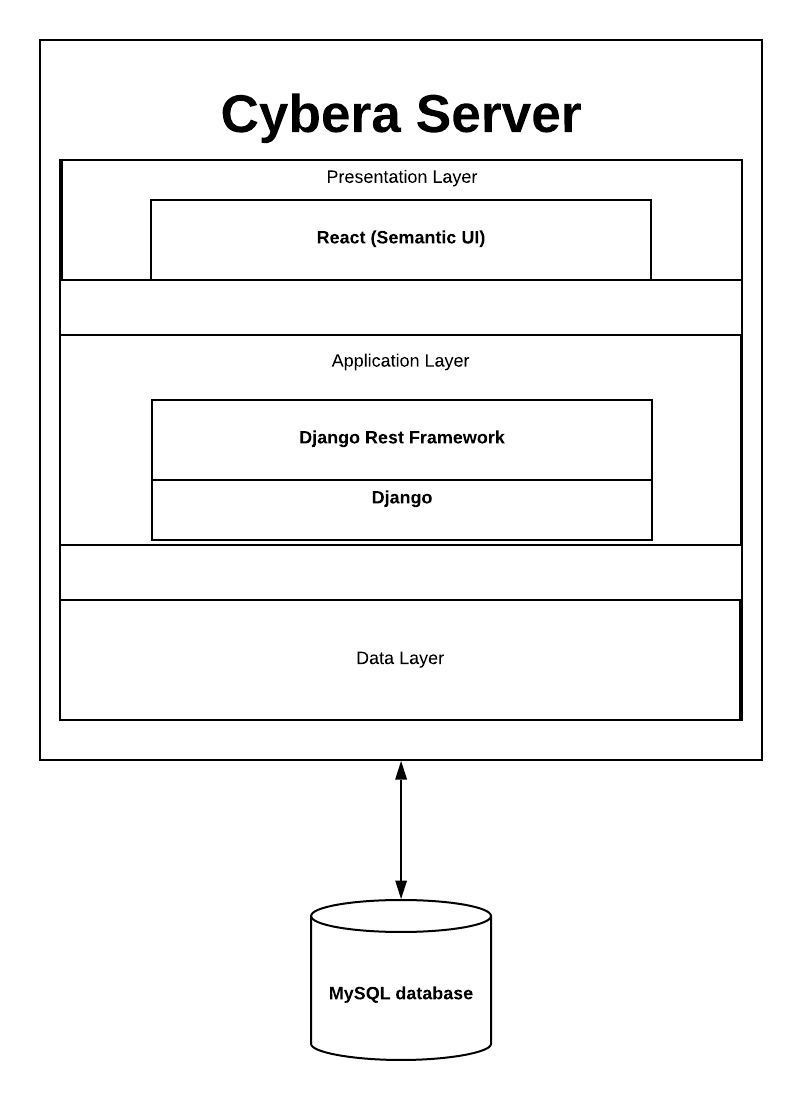 Cybera Server
Presentation Layer
React (Semantic UI)
Application Layer
Django Rest Framework
Django
Data Layer
MySQL database